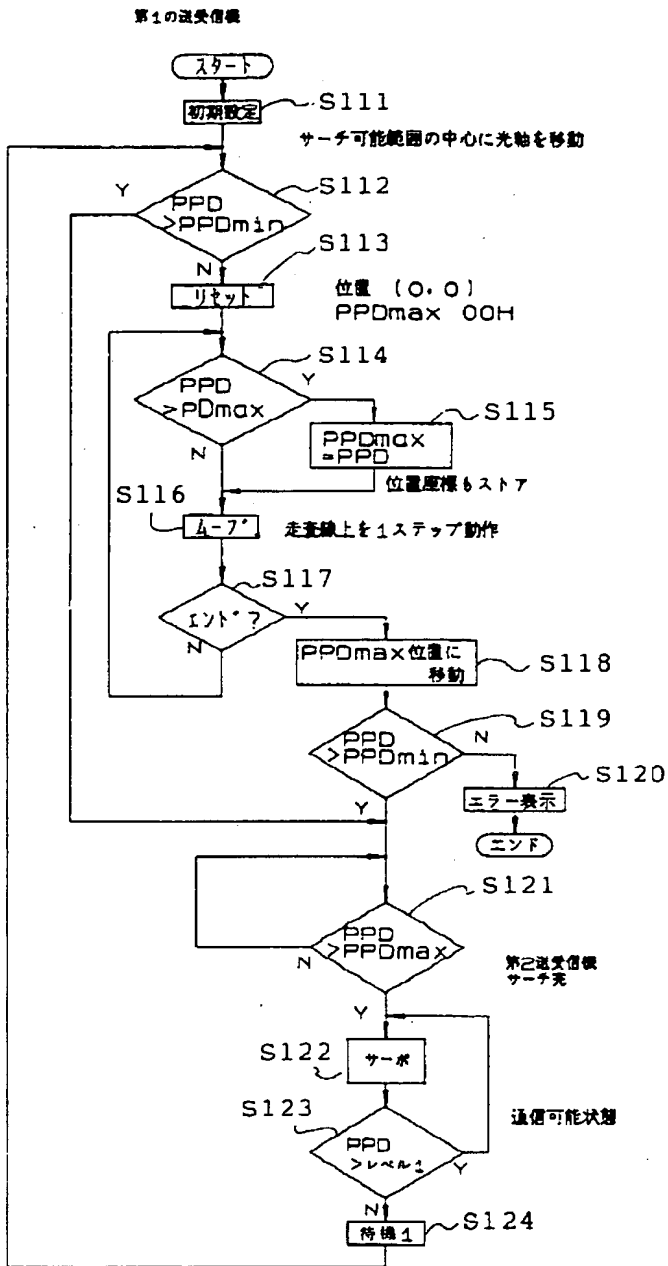 第1の送受信機
スタート
S111
初期設定
サーチ可能範囲の中心に光軸を移動
S112
Y
PPD
>PPDmin
S113
N
リセット
位置 (0,0)
PPDmax 00H
S114
PPD
>PDmax
Y
S115
PPDmax
=PPD
N
位置座標もストア
S116
ムーブ
走査線上を1ステップ動作
S117
エンド?
Y
N
PPDmax位置に
移動
S118
S119
PPD
>PPDmin
N
S120
エラー表示
Y
エンド
S121
PPD
>PPDmax
N
第2送受信機
サーチ完
Y
S122
サーボ
S123
通信可能状態
PPD
>レベル1
Y
N
S124
待機1